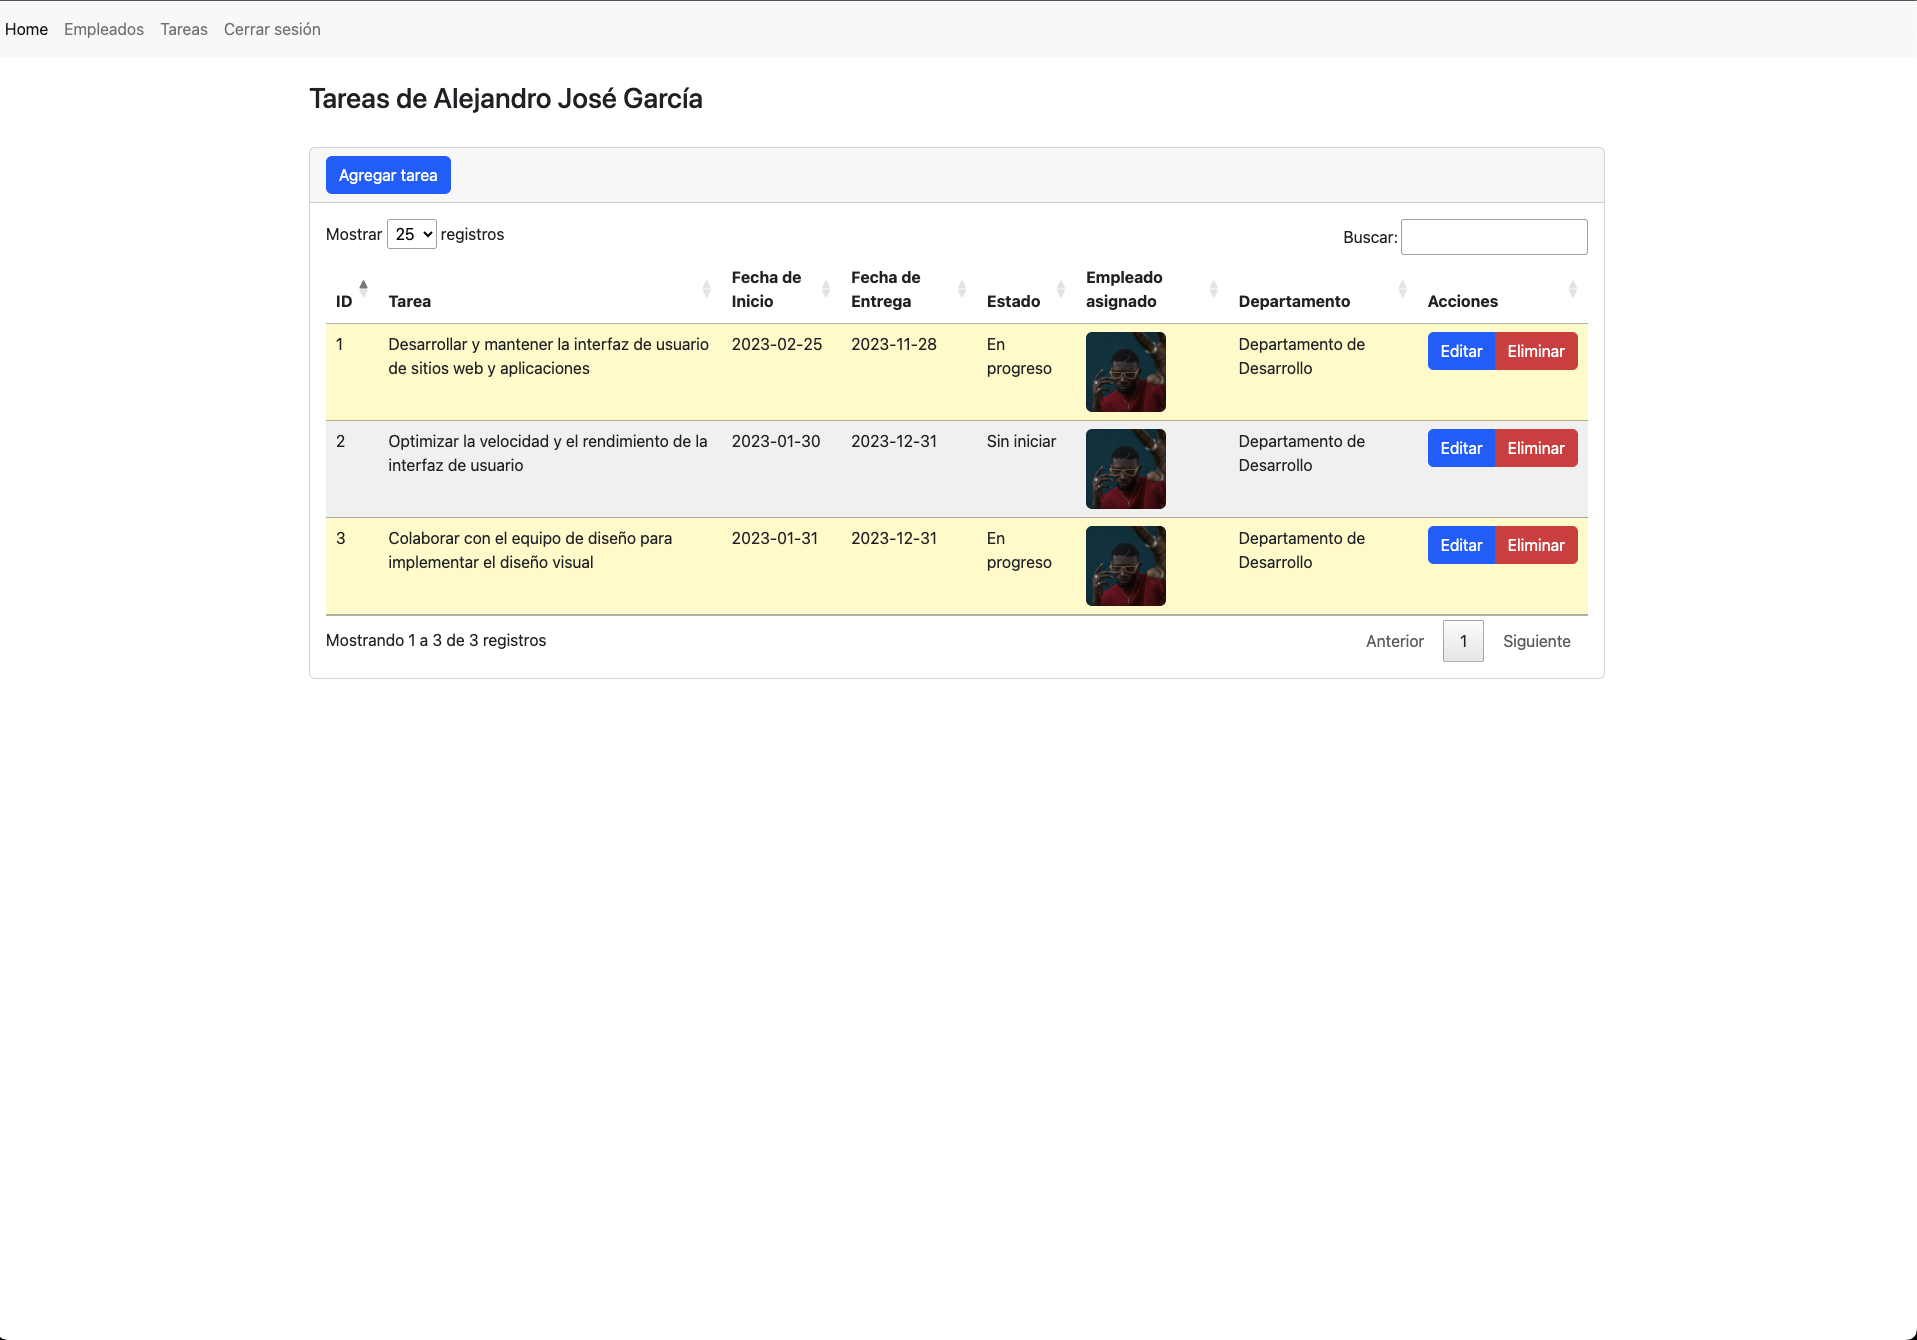 Home Empleados Tareas Cerrar sesión
Tareas de Alejandro José García
Agregar tarea
Mostrar 25 registros Buscar:
ID Tarea Fecha de Inicio Fecha de Entrega Estado Empleado asignado Departamento Acciones
1 Desarrollar y mantener la interfaz de usuario 2023-02-25 2023-11-28 En Departamento de Editar Eliminar
de sitios web y aplicaciones progreso Desarrollo
2 Optimizar la velocidad y el rendimiento de la 2023-01-30 2023-12-31 Sin iniciar Departamento de Editar Eliminar
interfaz de usuario Desarrollo
3 Colaborar con el equipo de diseño para 2023-01-31 2023-12-31 En Departamento de Editar Eliminar
implementar el diseño visual progreso Desarrollo
Mostrando 1 a 3 de 3 registros Anterior 1 Siguiente